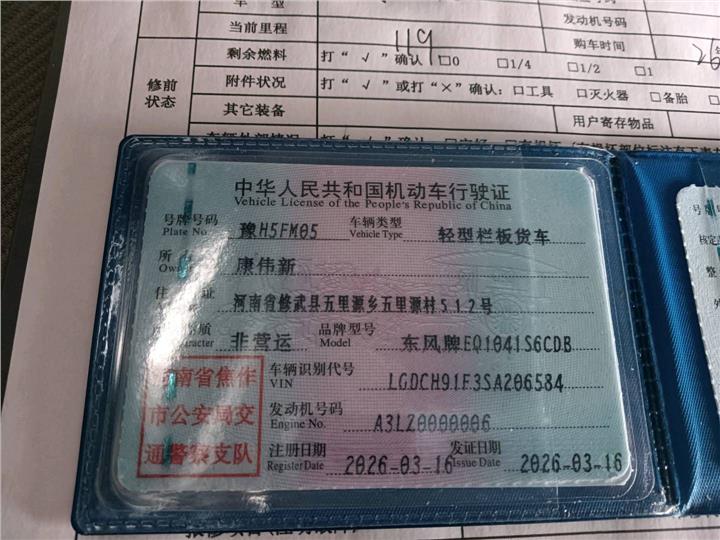 车 型
发动机号码
当前里程
119
购车时间
修前状态
剩余燃料 打“√”确认 □0 □1/4 □1/2 □1
附件状况 打“√”或打“×”确认：□工具 □灭火器 □备胎
其它装备
用户寄存物品
中华人民共和国机动车行驶证
Vehicle License of the People's Republic of China
号牌号码 豫H5FM05 车辆类型 轻型栏板货车
Plate No. Vehicle Type
所 康伟新
住 址 河南省修武县五里源乡五里源村512号
质 非营运 品牌型号 东风牌EQ1041S6CDB
Model
车辆识别代号 LGDCH91F3SA206584
VIN
发动机号码 A3LZ0000006
Engine No.
注册日期 2026-03-16 发证日期 2026-03-16
Register Date Issue Date
河南省焦作
市公安局交
通警察支队